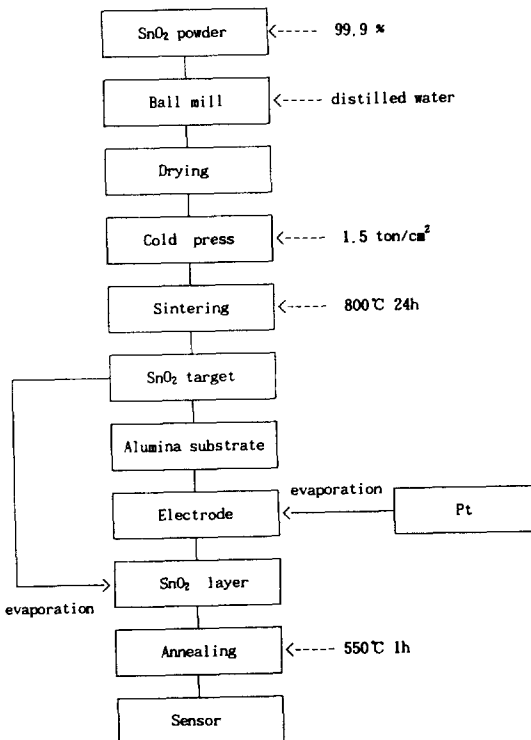 SnO₂ powder
99.9 %
Ball mill
distilled water
Drying
Cold press
1.5 ton/cm²
Sintering
800℃ 24h
SnO₂ target
Alumina substrate
evaporation
Electrode
Pt
SnO₂ layer
evaporation
Annealing
550℃ 1h
Sensor